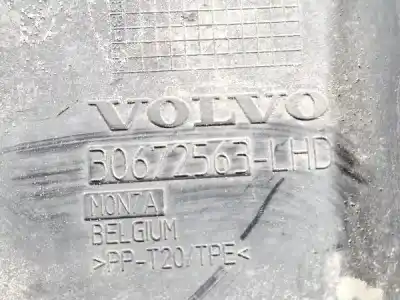 VOLVO
30672563-LHD
MONZA
BELGIUM
>PP-T20/TPE<